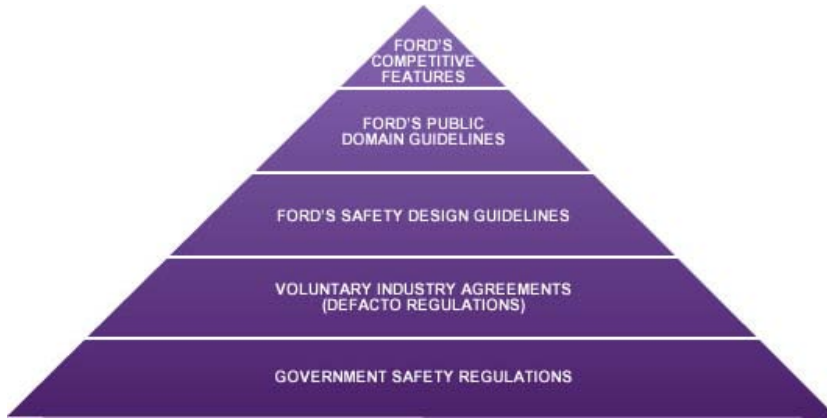 FORD'S
COMPETITIVE
FEATURES
FORD'S PUBLIC
DOMAIN GUIDELINES
FORD'S SAFETY DESIGN GUIDELINES
VOLUNTARY INDUSTRY AGREEMENTS
(DEFACTO REGULATIONS)
GOVERNMENT SAFETY REGULATIONS